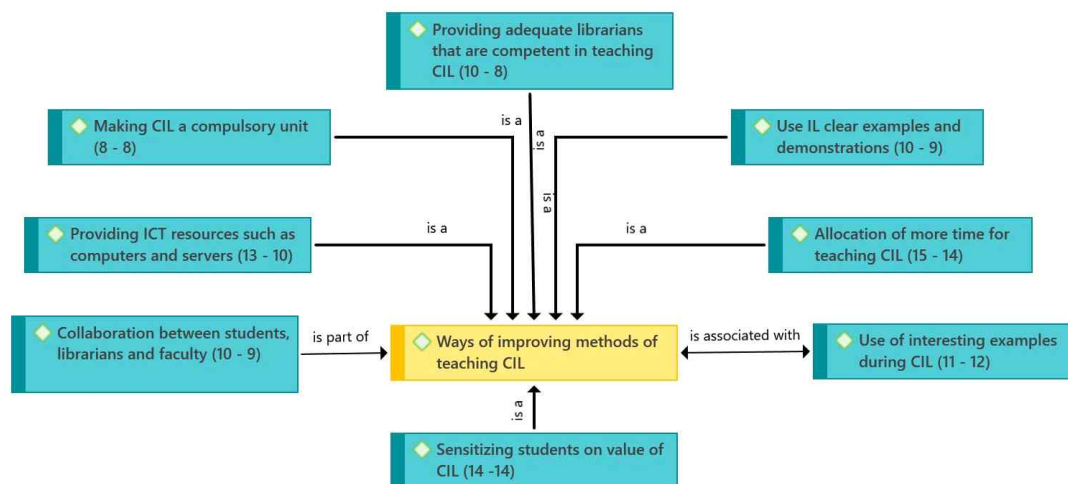 Providing adequate librarians
that are competent in teaching
CIL (10 - 8)
Making CIL a compulsory unit
(8 - 8)
is a
is a
Use IL clear examples and
demonstrations (10 - 9)
is a
Providing ICT resources such as
computers and servers (13 - 10)
is a
is a
Allocation of more time for
teaching CIL (15 - 14)
Collaboration between students,
librarians and faculty (10 - 9)
is part of
Ways of improving methods of
teaching CIL
is associated with
Use of interesting examples
during CIL (11 - 12)
is a
Sensitizing students on value of
CIL (14 -14)